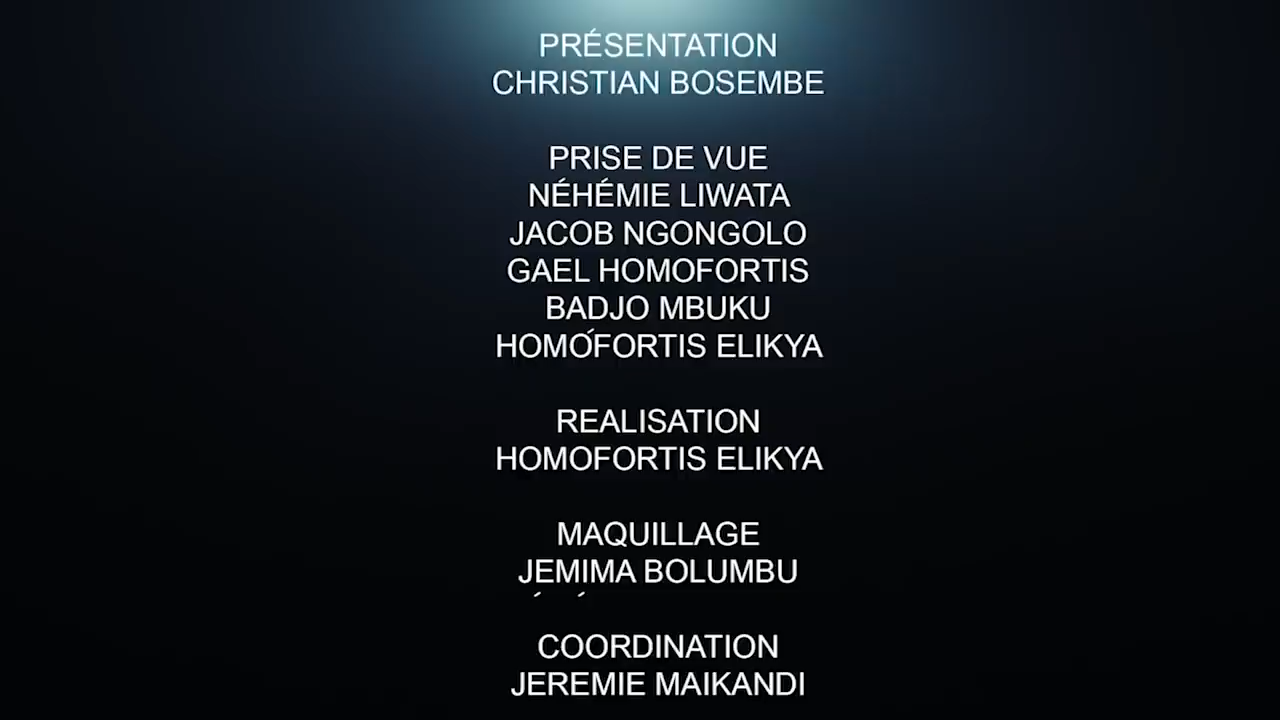 PRÉSENTATION
CHRISTIAN BOSEMBE
PRISE DE VUE
NÉHÉMIE LIWATA
JACOB NGONGOLO
GAEL HOMOFORTIS
BADJO MBUKU
HOMOFORTIS ELIKYA
REALISATION
HOMOFORTIS ELIKYA
MAQUILLAGE
JEMIMA BOLUMBU
COORDINATION
JEREMIE MAIKANDI